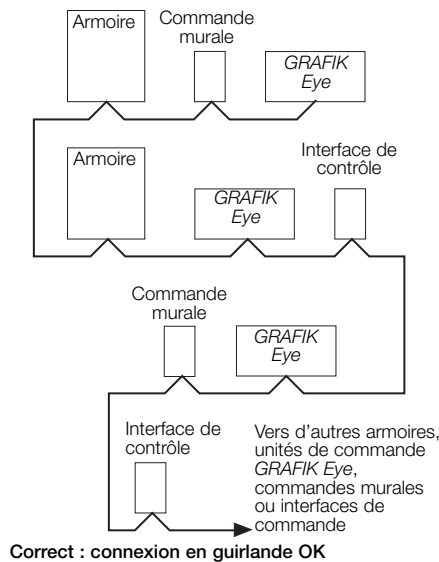 Armoire
Commande
murale
GRAFIK
Eye
Armoire
GRAFIK
Eye
Interface de
contrôle
Commande
murale
GRAFIK
Eye
Interface de
contrôle
Vers d'autres armoires,
unités de commande
GRAFIK Eye,
commandes murales
ou interfaces de
commande
Correct : connexion en guirlande OK